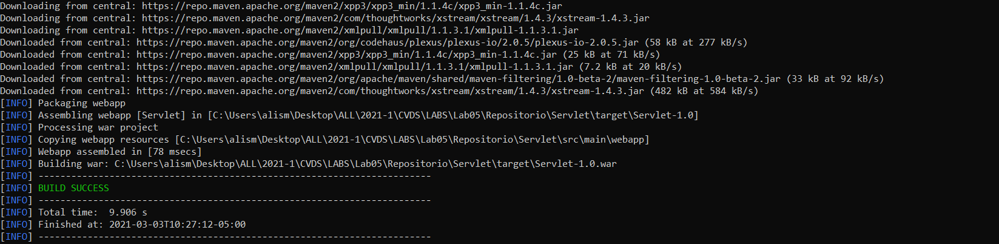 Downloading from central: https://repo.maven.apache.org/maven2/xpp3/xpp3_min/1.1.4c/xpp3_min-1.1.4c.jar
Downloading from central: https://repo.maven.apache.org/maven2/com/thoughtworks/xstream/xstream/1.4.3/xstream-1.4.3.jar
Downloading from central: https://repo.maven.apache.org/maven2/xmlpull/xmlpull/1.1.3.1/xmlpull-1.1.3.1.jar
Downloaded from central: https://repo.maven.apache.org/maven2/org/codehaus/plexus/plexus-io/2.0.5/plexus-io-2.0.5.jar (58 kB at 277 kB/s)
Downloaded from central: https://repo.maven.apache.org/maven2/xpp3/xpp3_min/1.1.4c/xpp3_min-1.1.4c.jar (25 kB at 71 kB/s)
Downloaded from central: https://repo.maven.apache.org/maven2/xmlpull/xmlpull/1.1.3.1/xmlpull-1.1.3.1.jar (7.2 kB at 20 kB/s)
Downloaded from central: https://repo.maven.apache.org/maven2/org/apache/maven/shared/maven-filtering/1.0-beta-2/maven-filtering-1.0-beta-2.jar (33 kB at 92 kB/s)
Downloaded from central: https://repo.maven.apache.org/maven2/com/thoughtworks/xstream/xstream/1.4.3/xstream-1.4.3.jar (482 kB at 584 kB/s)
[INFO] Packaging webapp
[INFO] Assembling webapp [Servlet] in [C:\Users\alism\Desktop\ALL\2021-1\CVDS\LABS\Lab05\Repositorio\Servlet\target\Servlet-1.0]
[INFO] Processing war project
[INFO] Copying webapp resources [C:\Users\alism\Desktop\ALL\2021-1\CVDS\LABS\Lab05\Repositorio\Servlet\src\main\webapp]
[INFO] Webapp assembled in [78 msecs]
[INFO] Building war: C:\Users\alism\Desktop\ALL\2021-1\CVDS\LABS\Lab05\Repositorio\Servlet\target\Servlet-1.0.war
[INFO] ------------------------------------------------------------------------
[INFO] BUILD SUCCESS
[INFO] ------------------------------------------------------------------------
[INFO] Total time:  9.906 s
[INFO] Finished at: 2021-03-03T10:27:12-05:00
[INFO] ------------------------------------------------------------------------